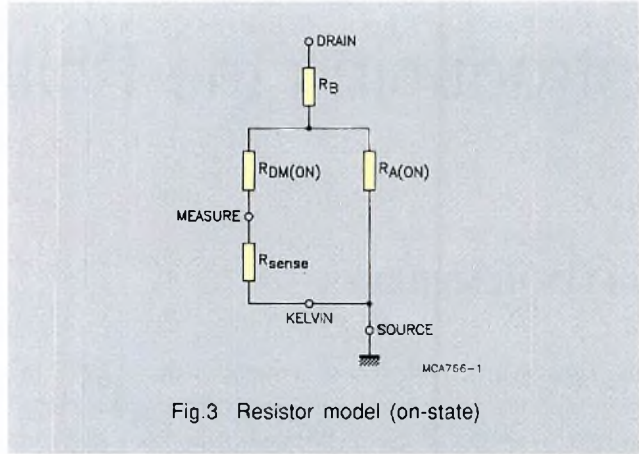 DRAIN
RB
RDM(ON)
RA(ON)
MEASURE
Rsense
KELVIN
SOURCE
MCA756-1
Fig.3 Resistor model (on-state)